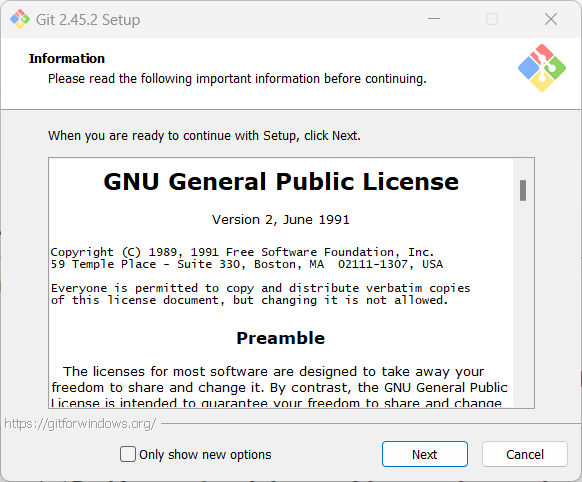 Git 2.45.2 Setup
Information
Please read the following important information before continuing.
When you are ready to continue with Setup, click Next.
GNU General Public License
Version 2, June 1991
Copyright (C) 1989, 1991 Free Software Foundation, Inc.
59 Temple Place - Suite 330, Boston, MA  02111-1307, USA
Everyone is permitted to copy and distribute verbatim copies
of this license document, but changing it is not allowed.
Preamble
The licenses for most software are designed to take away your
freedom to share and change it. By contrast, the GNU General Public
License is intended to guarantee your freedom to share and change
https://gitforwindows.org/
Only show new options
Next
Cancel